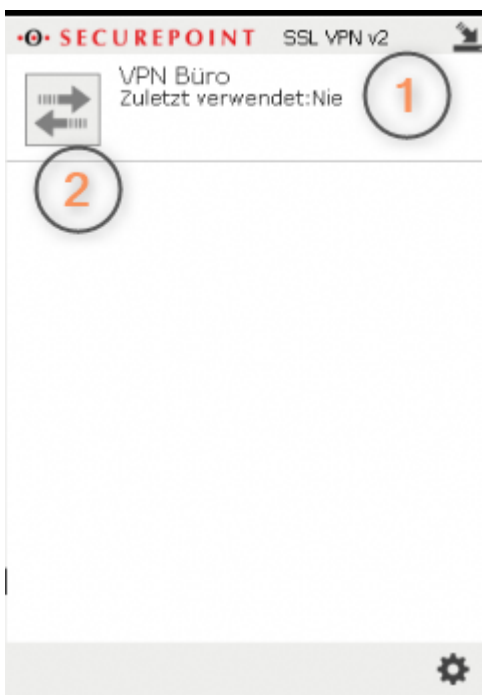 SECUREPOINT SSL VPN v2
VPN Büro
Zuletzt verwendet:Nie
1
2